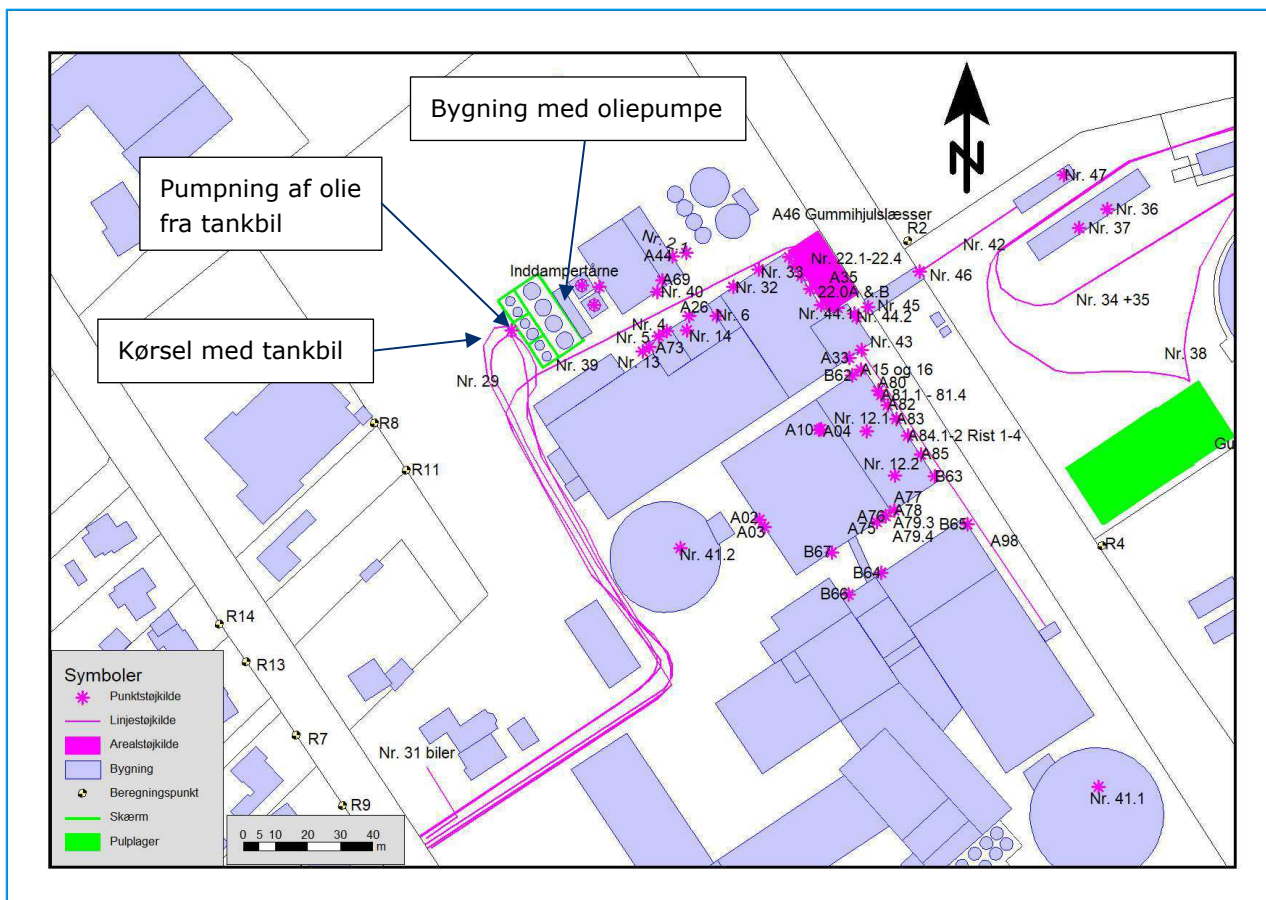 Bygning med oliepumpe
Pumpning af olie
fra tankbil
Kørsel med tankbil
N
Nr. 47
Nr. 36
Nr. 37
A46 Gummihjulslæsser
R2
Nr. 42
Nr. 2.1
A44
Nr. 22.1-22.4
Nr. 33
A35
Nr. 46
Inddampertårne
A69
Nr. 40
Nr. 32
22.0A & B
Nr. 34 +35
A26
Nr. 6
Nr. 44.1
Nr. 45
Nr. 44.2
Nr. 4
Nr. 5
Nr. 14
A73
Nr. 13
Nr. 43
Nr. 38
Nr. 39
A33
Nr. 29
B62
A15 og 16
A80
A81.1 - 81.4
A82
R8
Nr. 12.1
A83
A10
A04
A84.1-2 Rist 1-4
Gu
R11
A85
Nr. 12.2
B63
A77
A02
A76
A78
A03
A75
A79.3
B65
A79.4
A98
R4
Nr. 41.2
B67
B64
B66
R14
R13
Symboler
Punktstøjkilde
Linjestøjkilde
Arealstøjkilde
Bygning
Beregningspunkt
Skærm
Pulplager
R7
Nr. 31 biler
R9
Nr. 41.1
0 5 10 20 30 40
m